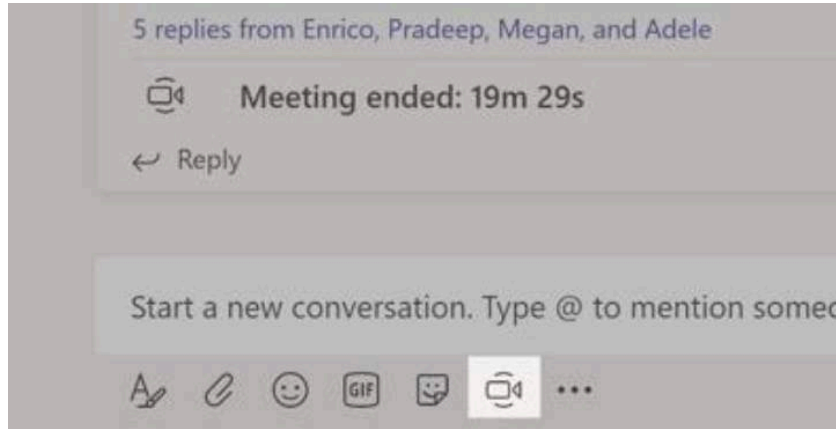 5 replies from Enrico, Pradeep, Megan, and Adele
Meeting ended: 19m 29s
Reply
Start a new conversation. Type @ to mention
GIF